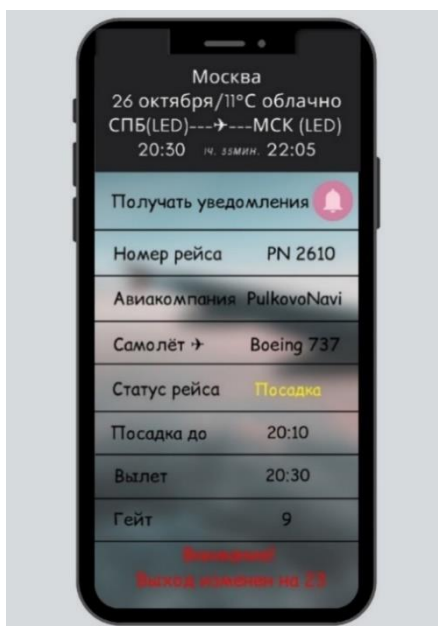 Москва
26 октября/11°C облачно
СПБ(LED)---✈---МСК (LED)
20:30 1ч. 35мин. 22:05
Получать уведомления
Номер рейса PN 2610
Авиакомпания PulkovoNavi
Самолёт ✈ Boeing 737
Статус рейса Посадка
Посадка до 20:10
Вылет 20:30
Гейт 9
Внимание!
Выход изменен на 23